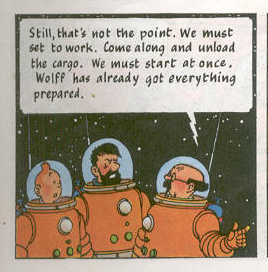 Still, that's not the point. We must
set to work. Come along and unload
the cargo. We must start at once.
Wolff has already got everything
prepared.